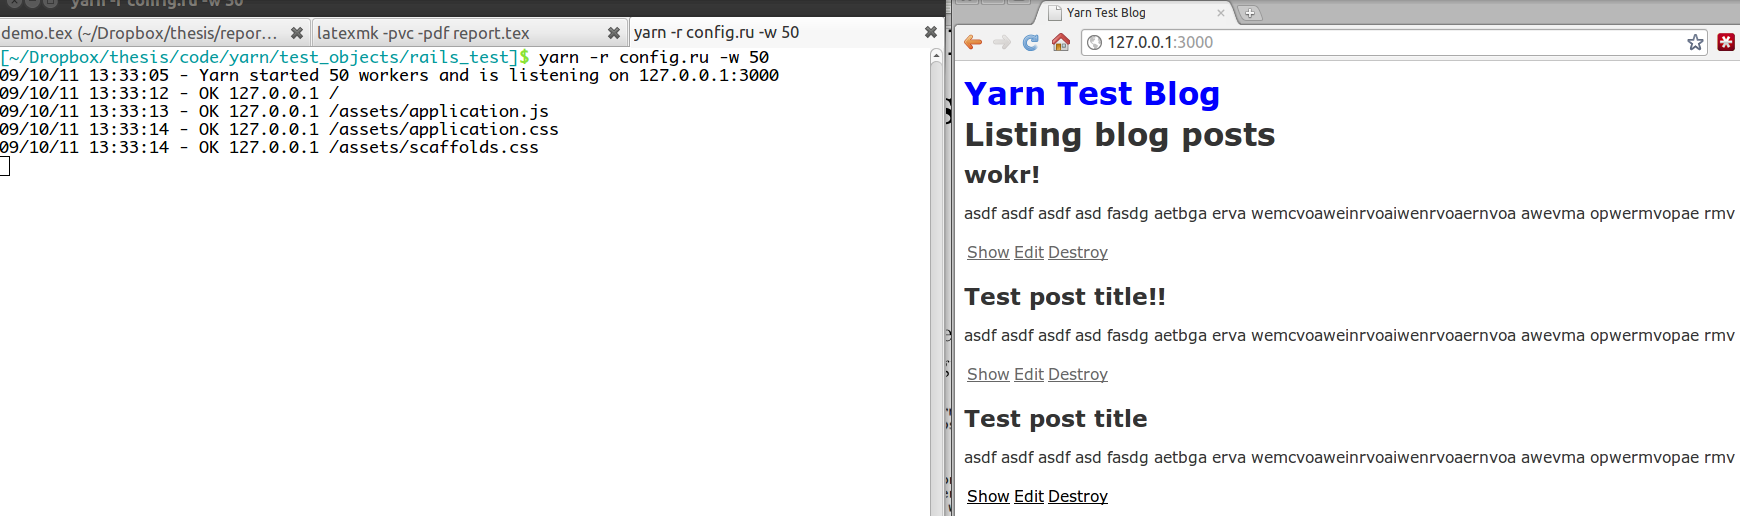 yarn -r config.ru -w 50
demo.tex (~/Dropbox/thesis/repor...
latexmk -pvc -pdf report.tex
yarn -r config.ru -w 50
[~/Dropbox/thesis/code/yarn/test_objects/rails_test]$ yarn -r config.ru -w 50
09/10/11 13:33:05 - Yarn started 50 workers and is listening on 127.0.0.1:3000
09/10/11 13:33:12 - OK 127.0.0.1 /
09/10/11 13:33:13 - OK 127.0.0.1 /assets/application.js
09/10/11 13:33:14 - OK 127.0.0.1 /assets/application.css
09/10/11 13:33:14 - OK 127.0.0.1 /assets/scaffolds.css
Yarn Test Blog
127.0.0.1:3000
Yarn Test Blog
Listing blog posts
wokr!
asdf asdf asdf asd fasdg aetbga erva wemcvoaweinrvoaiwenrvoaernvoa awevma opwermvopae rmv
Show Edit Destroy
Test post title!!
asdf asdf asdf asd fasdg aetbga erva wemcvoaweinrvoaiwenrvoaernvoa awevma opwermvopae rmv
Show Edit Destroy
Test post title
asdf asdf asdf asd fasdg aetbga erva wemcvoaweinrvoaiwenrvoaernvoa awevma opwermvopae rmv
Show Edit Destroy